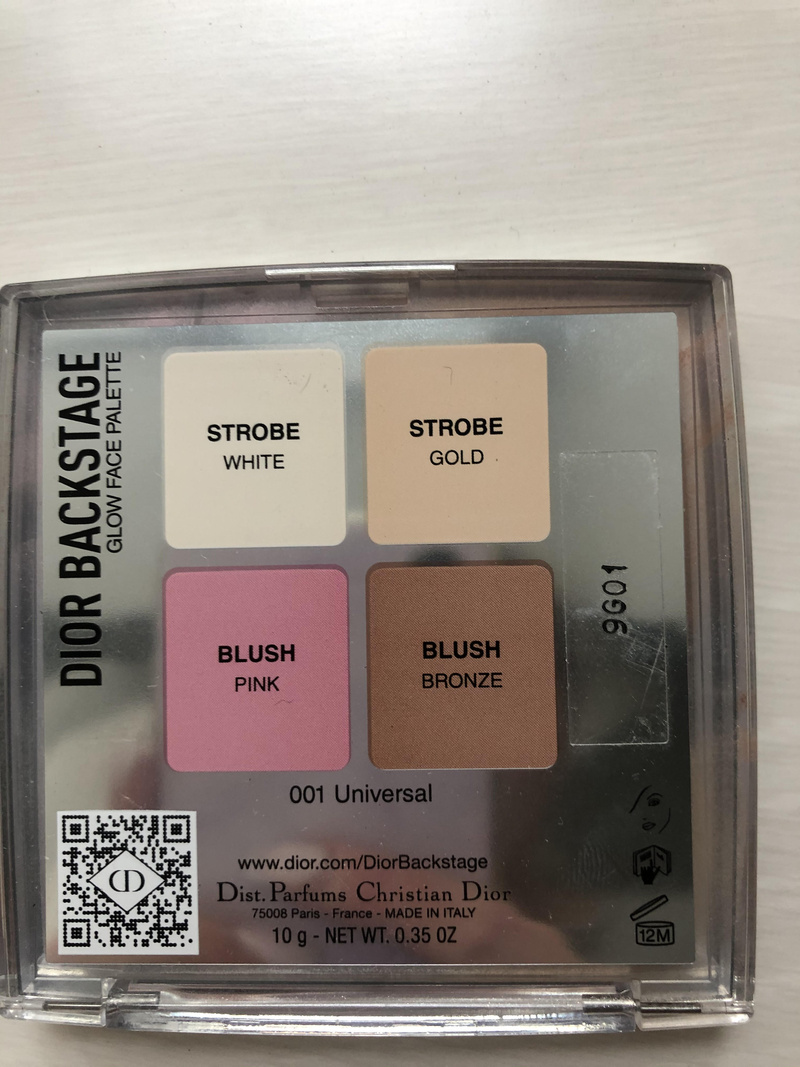 DIOR BACKSTAGE
GLOW FACE PALETTE
STROBE
WHITE
STROBE
GOLD
BLUSH
PINK
BLUSH
BRONZE
9G01
001 Universal
www.dior.com/DiorBackstage
Dist. Parfums Christian Dior
75008 Paris - France - MADE IN ITALY
10 g - NET WT. 0.35 OZ
CD
12M